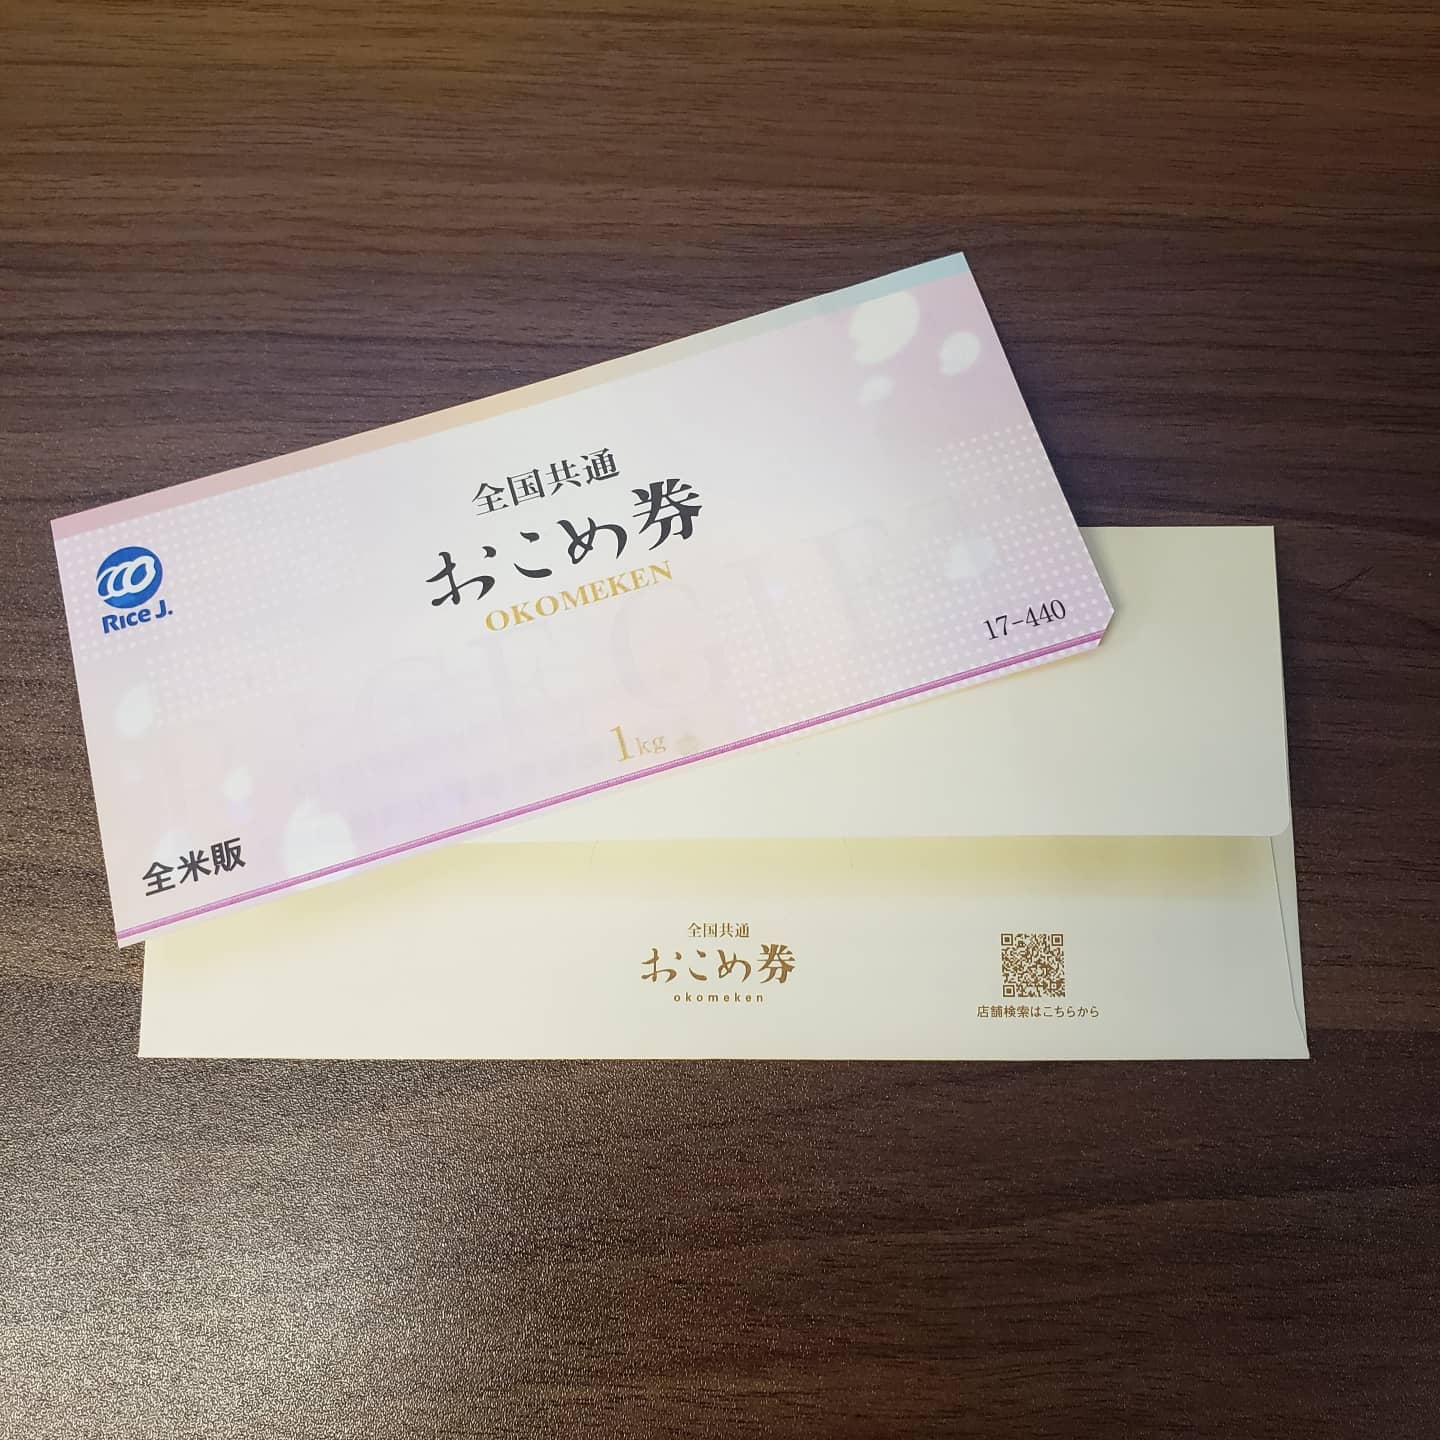 全国共通
おこめ券
OKOMEKEN
Rice J.
17-440
1kg
全米販
全国共通
おこめ券
okomeken
店舗検索はこちらから